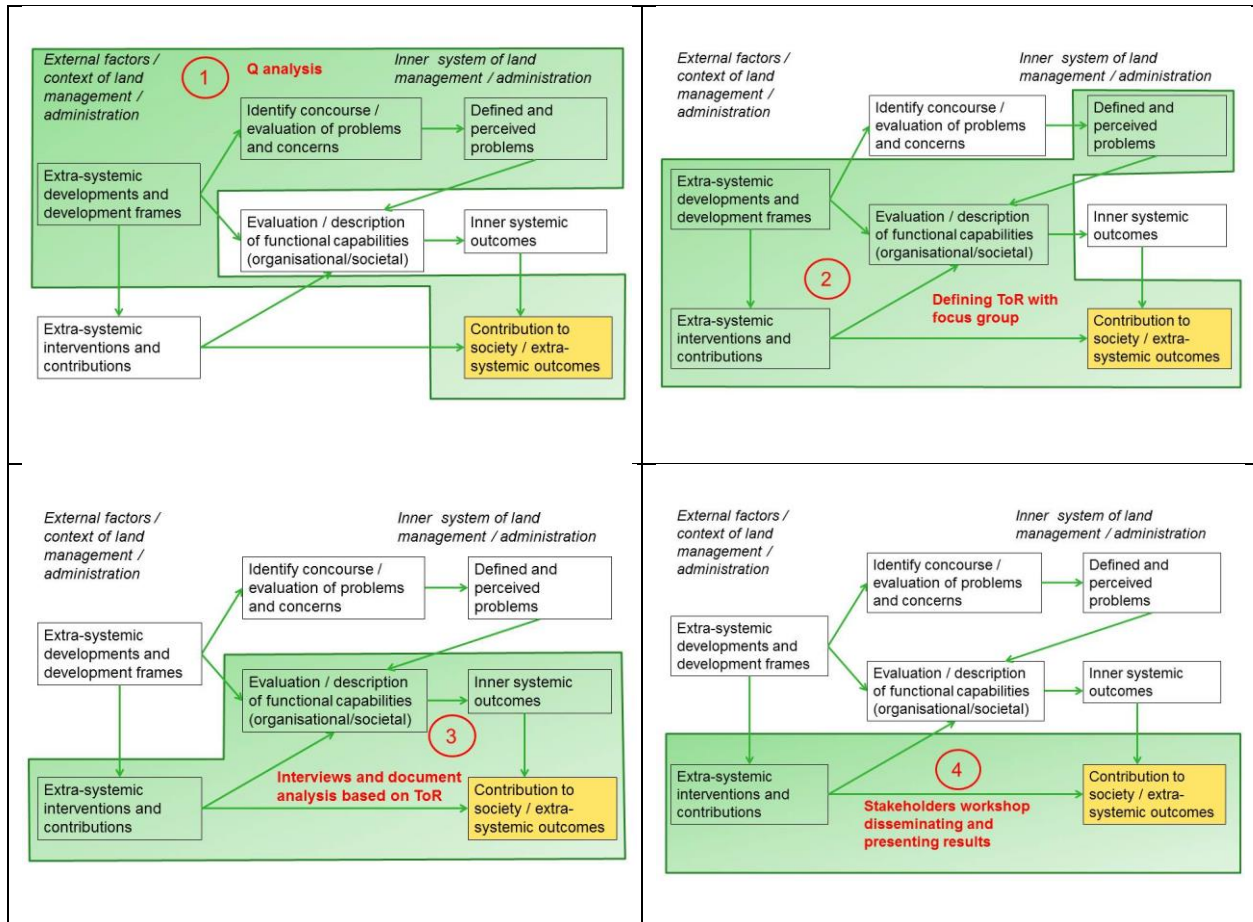 External factors /
context of land
management /
administration
1
Q analysis
Inner system of land
management / administration
Identify concourse /
evaluation of problems
and concerns
Defined and
perceived
problems
Extra-systemic
developments and
development frames
Evaluation / description
of functional capabilities
(organisational/societal)
Inner systemic
outcomes
Extra-systemic
interventions and
contributions
Contribution to
society / extra-
systemic outcomes
External factors /
context of land
management /
administration
Inner system of land
management / administration
Identify concourse /
evaluation of problems
and concerns
Defined and
perceived
problems
Extra-systemic
developments and
development frames
Evaluation / description
of functional capabilities
(organisational/societal)
Inner systemic
outcomes
2
Defining ToR with
focus group
Extra-systemic
interventions and
contributions
Contribution to
society / extra-
systemic outcomes
External factors /
context of land
management /
administration
Inner system of land
management / administration
Identify concourse /
evaluation of problems
and concerns
Defined and
perceived
problems
Extra-systemic
developments and
development frames
Evaluation / description
of functional capabilities
(organisational/societal)
Inner systemic
outcomes
3
Interviews and document
analysis based on ToR
Extra-systemic
interventions and
contributions
Contribution to
society / extra-
systemic outcomes
External factors /
context of land
management /
administration
Inner system of land
management / administration
Identify concourse /
evaluation of problems
and concerns
Defined and
perceived
problems
Extra-systemic
developments and
development frames
Evaluation / description
of functional capabilities
(organisational/societal)
Inner systemic
outcomes
4
Extra-systemic
interventions and
contributions
Stakeholders workshop
disseminating and
presenting results
Contribution to
society / extra-
systemic outcomes